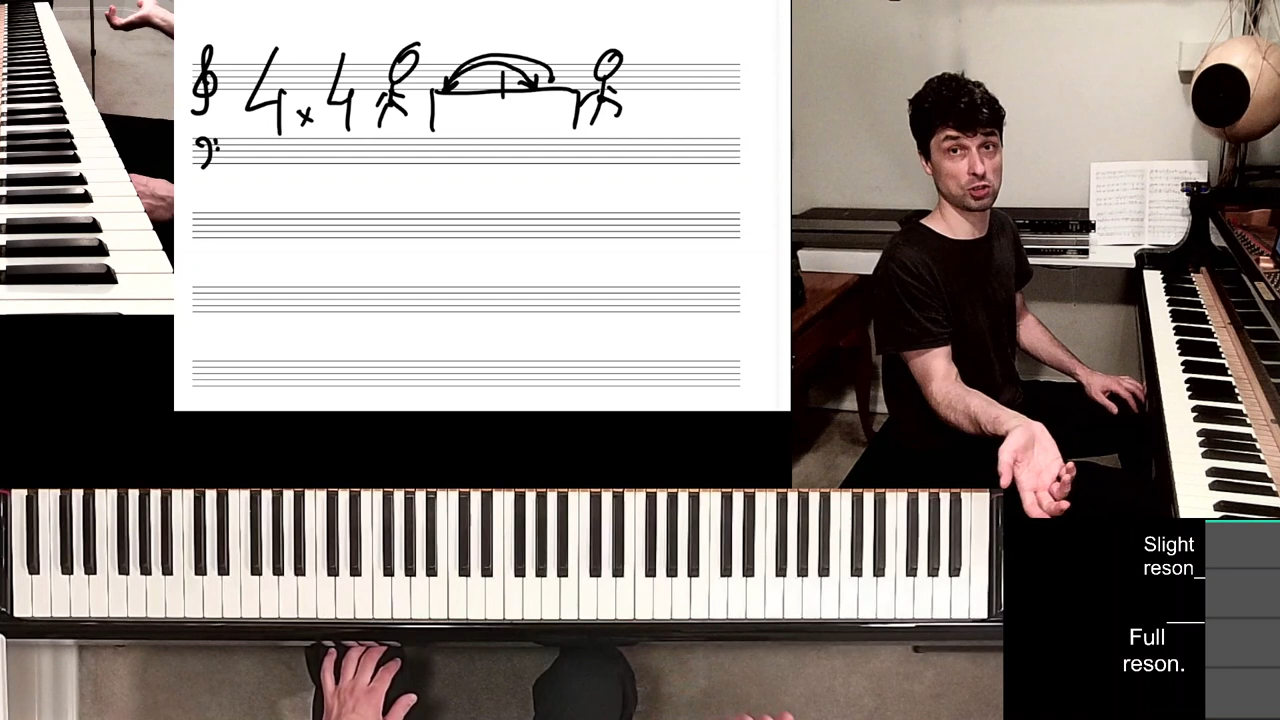 4 x 4
Slight
reson_
Full
reson.